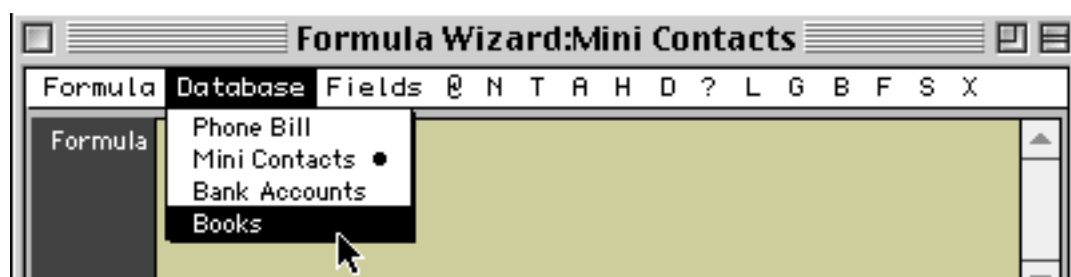 Formula Wizard:Mini Contacts
Formula Database Fields @ N T A H D ? L G B F S X
Formula
Phone Bill
Mini Contacts •
Bank Accounts
Books